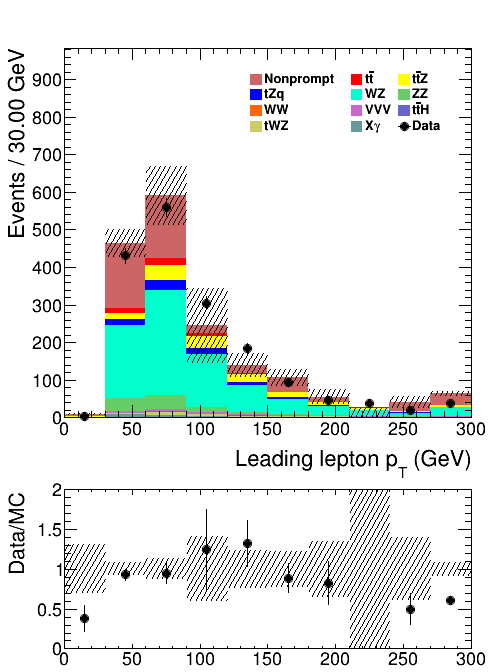 Events / 30.00 GeV
900
800
700
600
500
400
300
200
100
0
Nonprompt tt̄ tt̄Z
tZq WZ ZZ
WW VVV tt̄H
tWZ Xγ Data
0 50 100 150 200 250 300
Leading lepton p_T (GeV)
Data/MC
2
1.5
1
0.5
0
0 50 100 150 200 250 300